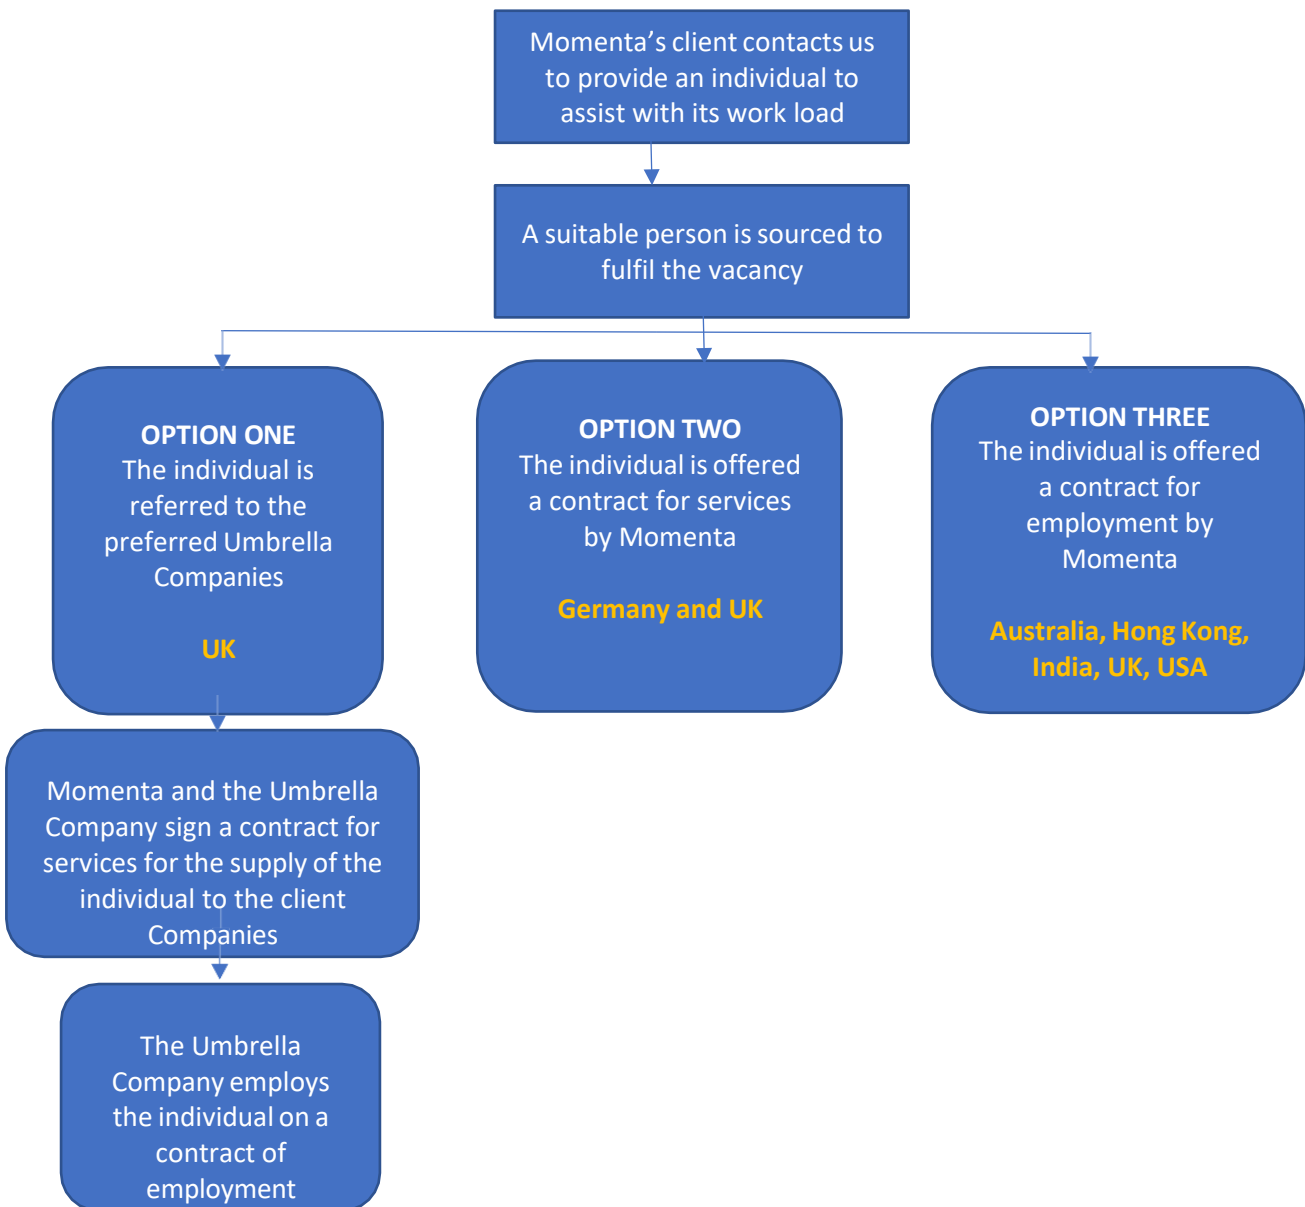 Momenta’s client contacts us
to provide an individual to
assist with its work load
A suitable person is sourced to
fulfil the vacancy
OPTION ONE
The individual is
referred to the
preferred Umbrella
Companies
UK
OPTION TWO
The individual is offered
a contract for services
by Momenta
Germany and UK
OPTION THREE
The individual is offered
a contract for
employment by
Momenta
Australia, Hong Kong,
India, UK, USA
Momenta and the Umbrella
Company sign a contract for
services for the supply of the
individual to the client
Companies
The Umbrella
Company employs
the individual on a
contract of
employment